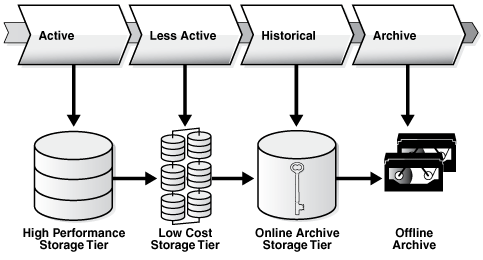 Active
Less Active
Historical
Archive
High Performance
Storage Tier
Low Cost
Storage Tier
Online Archive
Storage Tier
Offline
Archive